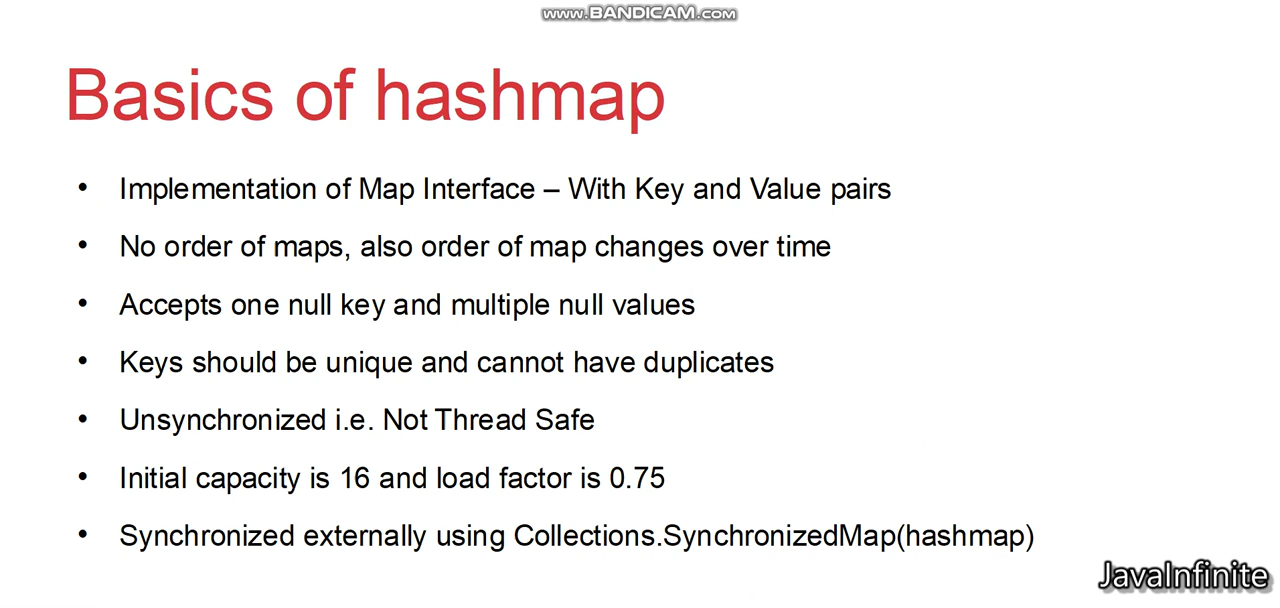 www.BANDICAM.com
Basics of hashmap
• Implementation of Map Interface – With Key and Value pairs
• No order of maps, also order of map changes over time
• Accepts one null key and multiple null values
• Keys should be unique and cannot have duplicates
• Unsynchronized i.e. Not Thread Safe
• Initial capacity is 16 and load factor is 0.75
• Synchronized externally using Collections.SynchronizedMap(hashmap)
JavaInfinite